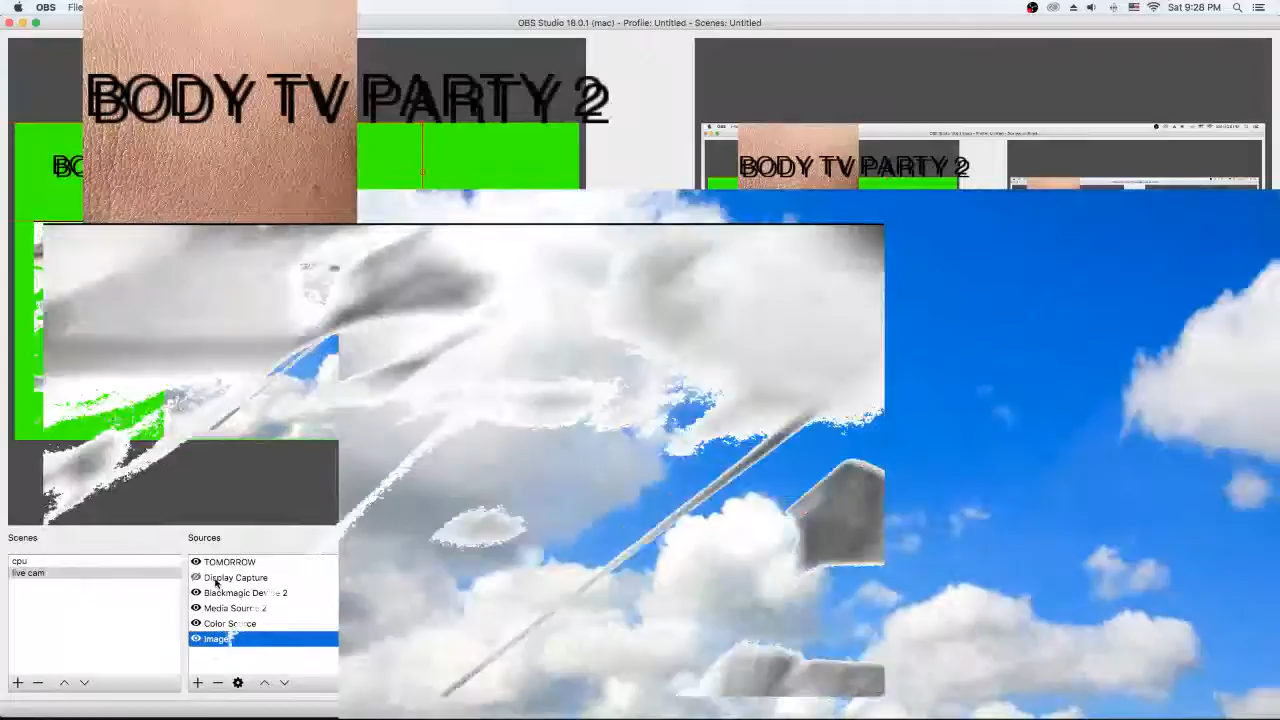 OBS File
OBS Studio 18.0.1 (mac) - Profile: Untitled - Scenes: Untitled
Sat 9:28 PM
BODY TV PARTY 2
BO
BODY TV PARTY 2
Scenes
cpu
live cam
Sources
TOMORROW
Display Capture
Blackmagic Device 2
Media Source 2
Color Source
Image